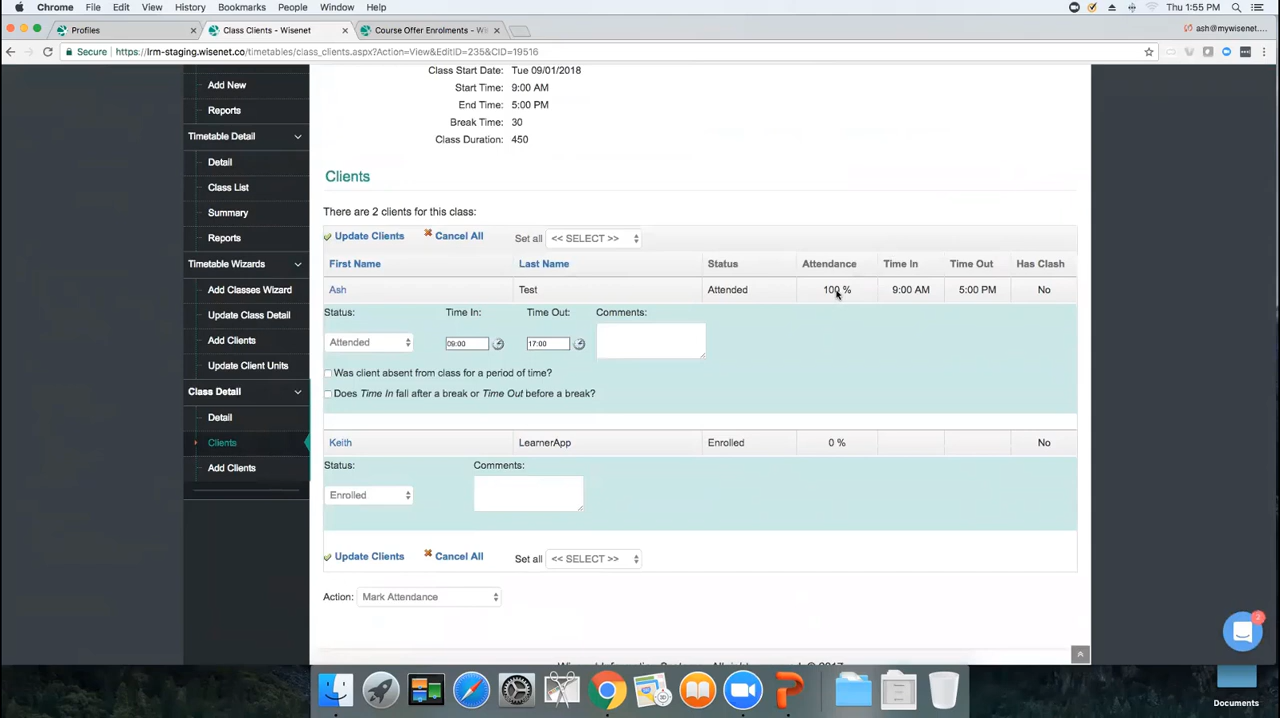 Chrome File Edit View History Bookmarks People Window Help Thu 1:55 PM
Profiles Class Clients - Wisenet Course Offer Enrolments - Wi ash@mywisenet....
Secure https://lrm-staging.wisenet.co/timetables/class_clients.aspx?Action=View&EditID=235&CID=19516
Class Start Date: Tue 09/01/2018
Add New
Start Time: 9:00 AM
End Time: 5:00 PM
Reports
Break Time: 30
Timetable Detail
Class Duration: 450
Detail
Clients
Class List
There are 2 clients for this class:
Summary
Update Clients Cancel All Set all << SELECT >>
Reports
Timetable Wizards
First Name Last Name Status Attendance Time In Time Out Has Clash
Add Classes Wizard
Ash Test Attended 100 % 9:00 AM 5:00 PM No
Update Class Detail
Status: Time In: Time Out: Comments:
Add Clients
Attended 09:00 17:00
Update Client Units
Was client absent from class for a period of time?
Class Detail
Does Time In fall after a break or Time Out before a break?
Detail
Clients
Keith LearnerApp Enrolled 0 % No
Add Clients
Status: Comments:
Enrolled
Update Clients Cancel All Set all << SELECT >>
Action: Mark Attendance
2
Documents